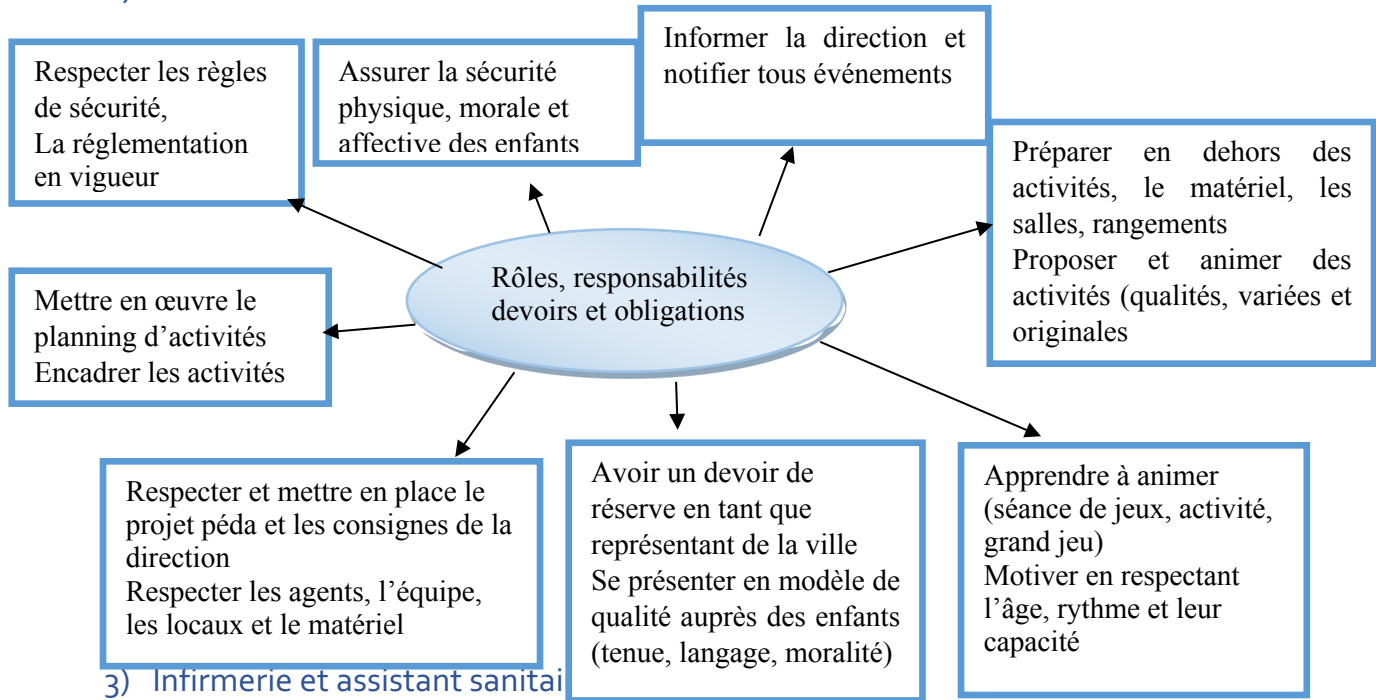 Respecter les règles
de sécurité,
La réglementation
en vigueur
Assurer la sécurité
physique, morale et
affective des enfants
Informer la direction et
notifier tous événements
Préparer en dehors des
activités, le matériel, les
salles, rangements
Proposer et animer des
activités (qualités, variées et
originales
Rôles, responsabilités
devoirs et obligations
Mettre en œuvre le
planning d’activités
Encadrer les activités
Respecter et mettre en place le
projet péda et les consignes de la
direction
Respecter les agents, l’équipe,
les locaux et le matériel
Avoir un devoir de
réserve en tant que
représentant de la ville
Se présenter en modèle de
qualité auprès des enfants
(tenue, langage, moralité)
Apprendre à animer
(séance de jeux, activité,
grand jeu)
Motiver en respectant
l’âge, rythme et leur
capacité
3) Infirmerie et assistant sanitai